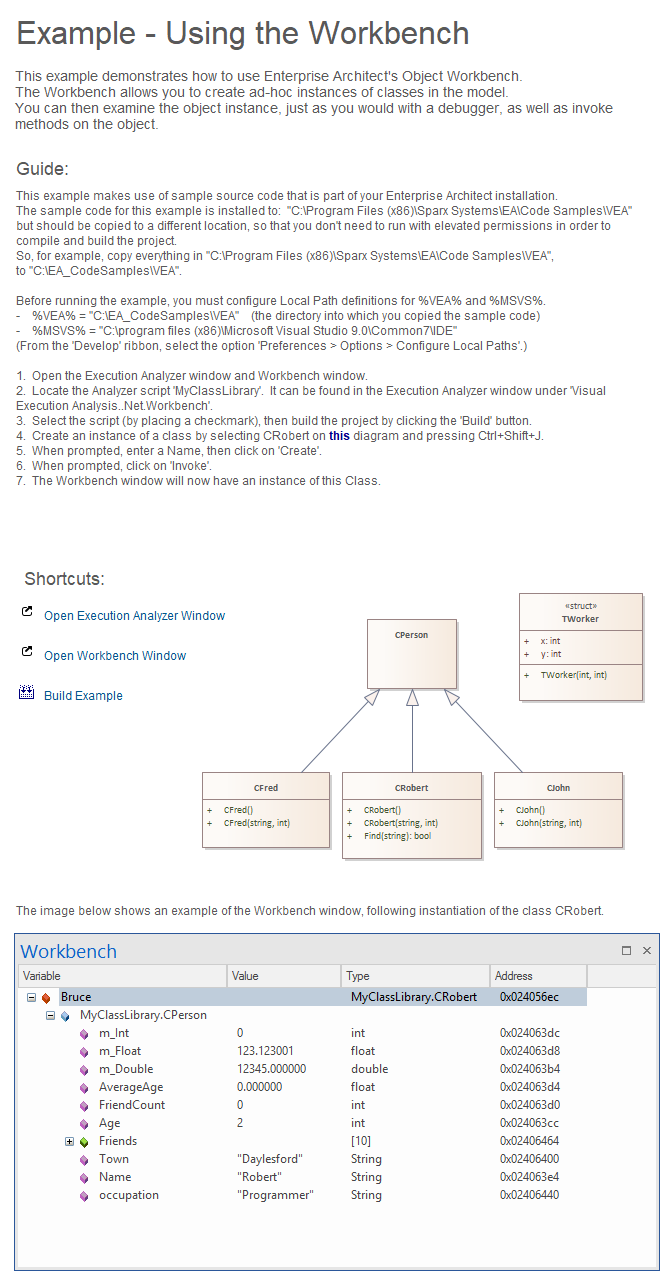 Example - Using the Workbench
This example demonstrates how to use Enterprise Architect's Object Workbench.
The Workbench allows you to create ad-hoc instances of classes in the model.
You can then examine the object instance, just as you would with a debugger, as well as invoke
methods on the object.
Guide:
This example makes use of sample source code that is part of your Enterprise Architect installation.
The sample code for this example is installed to:  "C:\Program Files (x86)\Sparx Systems\EA\Code Samples\VEA"
but should be copied to a different location, so that you don't need to run with elevated permissions in order to
compile and build the project.
So, for example, copy everything in "C:\Program Files (x86)\Sparx Systems\EA\Code Samples\VEA",
to "C:\EA_CodeSamples\VEA".
Before running the example, you must configure Local Path definitions for %VEA% and %MSVS%.
-    %VEA% = "C:\EA_CodeSamples\VEA"    (the directory into which you copied the sample code)
-    %MSVS% = "C:\program files (x86)\Microsoft Visual Studio 9.0\Common7\IDE"
(From the 'Develop' ribbon, select the option 'Preferences > Options > Configure Local Paths'.)
1.  Open the Execution Analyzer window and Workbench window.
2.  Locate the Analyzer script 'MyClassLibrary'.  It can be found in the Execution Analyzer window under 'Visual
Execution Analysis..Net.Workbench'.
3.  Select the script (by placing a checkmark), then build the project by clicking the 'Build' button.
4.  Create an instance of a class by selecting CRobert on this diagram and pressing Ctrl+Shift+J.
5.  When prompted, enter a Name, then click on 'Create'.
6.  When prompted, click on 'Invoke'.
7.  The Workbench window will now have an instance of this Class.
Shortcuts:
Open Execution Analyzer Window
Open Workbench Window
Build Example
CPerson
«struct»
TWorker
+ x: int
+ y: int
+ TWorker(int, int)
CFred
+ CFred()
+ CFred(string, int)
CRobert
+ CRobert()
+ CRobert(string, int)
+ Find(string): bool
CJohn
+ CJohn()
+ CJohn(string, int)
The image below shows an example of the Workbench window, following instantiation of the class CRobert.
Workbench
Variable Value Type Address
Bruce MyClassLibrary.CRobert 0x024056ec
MyClassLibrary.CPerson
m_Int 0 int 0x024063dc
m_Float 123.123001 float 0x024063d8
m_Double 12345.000000 double 0x024063b4
AverageAge 0.000000 float 0x024063d4
FriendCount 0 int 0x024063d0
Age 2 int 0x024063cc
Friends [10] 0x02406464
Town "Daylesford" String 0x02406400
Name "Robert" String 0x024063e4
occupation "Programmer" String 0x02406440